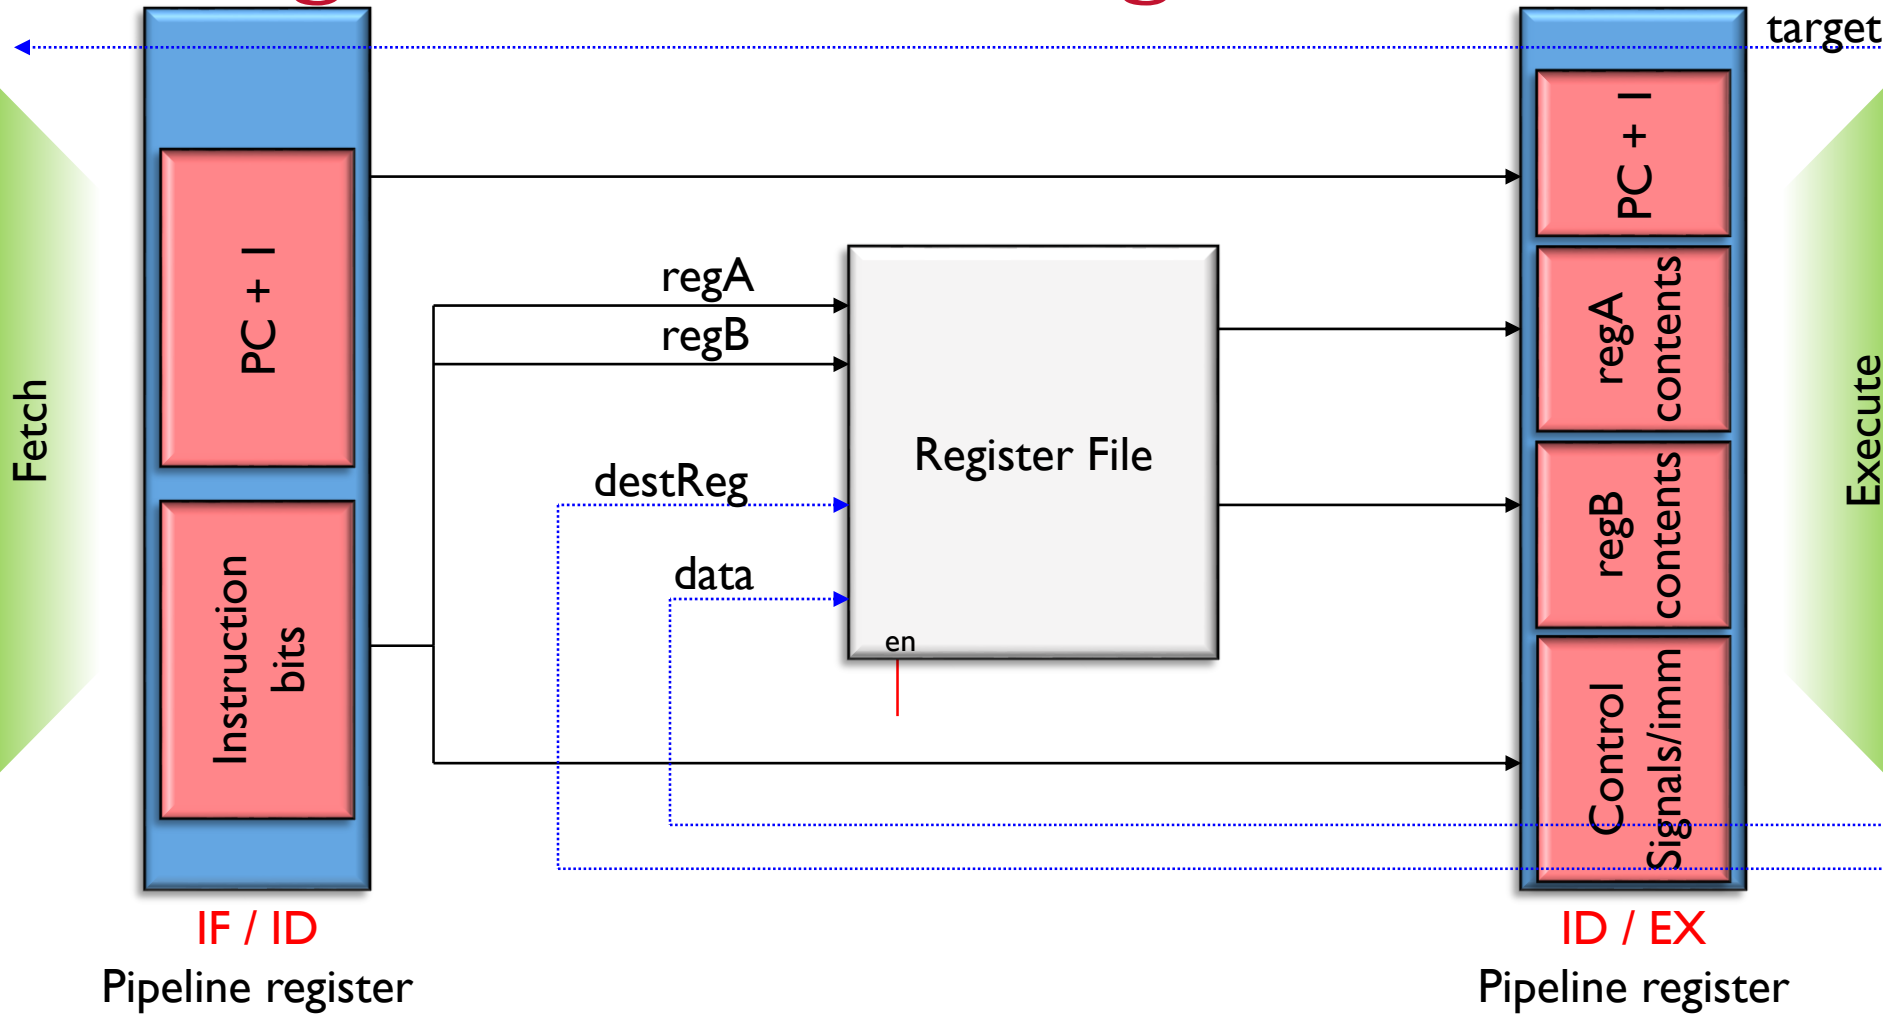 target
PC + 1
PC + 1
regA
regB
regA
contents
Register File
destReg
data
en
regB
contents
Fetch
Execute
Instruction
bits
Control
Signals/imm
IF / ID
Pipeline register
ID / EX
Pipeline register